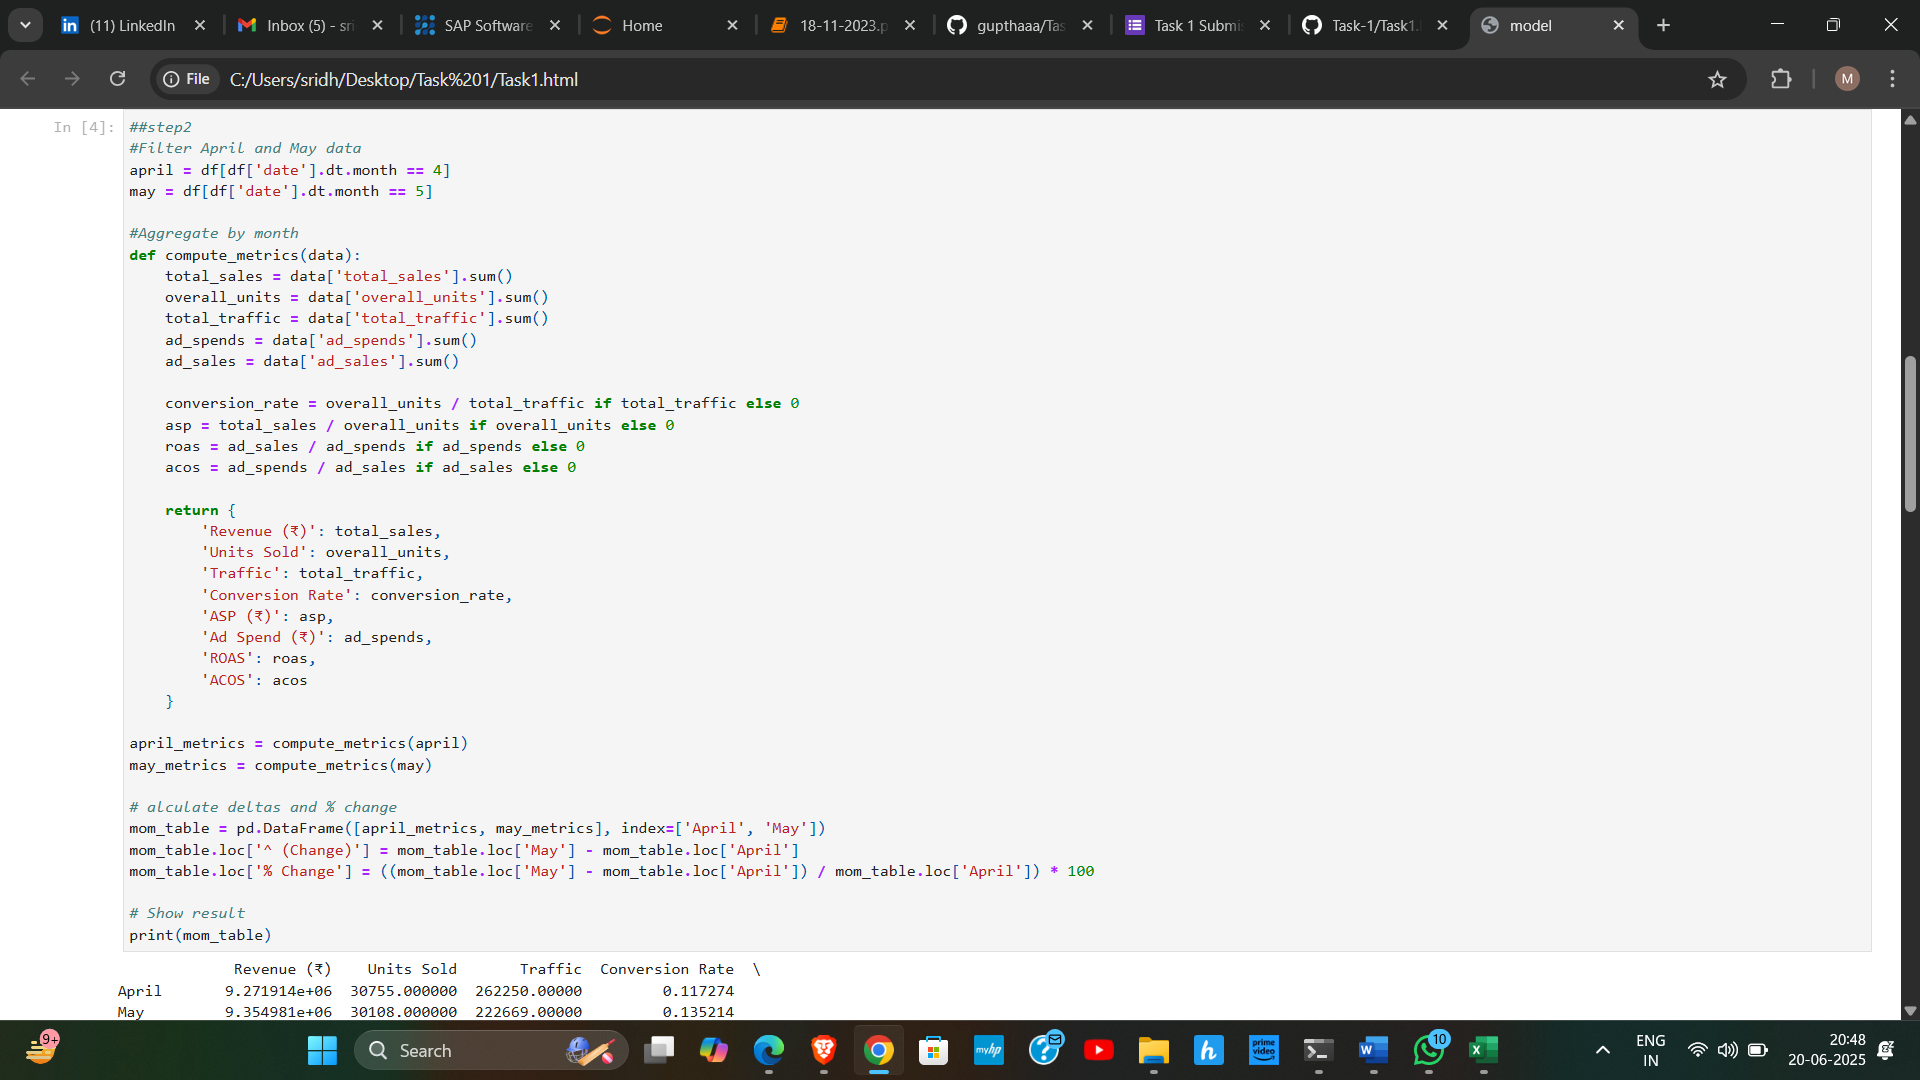 (11) LinkedIn
Inbox (5) - sri
SAP Software
Home
18-11-2023.p
gupthaaa/Tas
Task 1 Submi
Task-1/Task1.
model
File
C:/Users/sridh/Desktop/Task%201/Task1.html
M
In [4]:
##step2
#Filter April and May data
april = df[df['date'].dt.month == 4]
may = df[df['date'].dt.month == 5]
#Aggregate by month
def compute_metrics(data):
    total_sales = data['total_sales'].sum()
    overall_units = data['overall_units'].sum()
    total_traffic = data['total_traffic'].sum()
    ad_spends = data['ad_spends'].sum()
    ad_sales = data['ad_sales'].sum()
    conversion_rate = overall_units / total_traffic if total_traffic else 0
    asp = total_sales / overall_units if overall_units else 0
    roas = ad_sales / ad_spends if ad_spends else 0
    acos = ad_spends / ad_sales if ad_sales else 0
    return {
        'Revenue (₹)': total_sales,
        'Units Sold': overall_units,
        'Traffic': total_traffic,
        'Conversion Rate': conversion_rate,
        'ASP (₹)': asp,
        'Ad Spend (₹)': ad_spends,
        'ROAS': roas,
        'ACOS': acos
    }
april_metrics = compute_metrics(april)
may_metrics = compute_metrics(may)
# alculate deltas and % change
mom_table = pd.DataFrame([april_metrics, may_metrics], index=['April', 'May'])
mom_table.loc['^ (Change)'] = mom_table.loc['May'] - mom_table.loc['April']
mom_table.loc['% Change'] = ((mom_table.loc['May'] - mom_table.loc['April']) / mom_table.loc['April']) * 100
# Show result
print(mom_table)
Revenue (₹) Units Sold Traffic Conversion Rate \
April 9.271914e+06 30755.000000 262250.00000 0.117274
May 9.354981e+06 30108.000000 222669.00000 0.135214
9+
Search
myhp
prime video
10
ENG
IN
20:48
20-06-2025